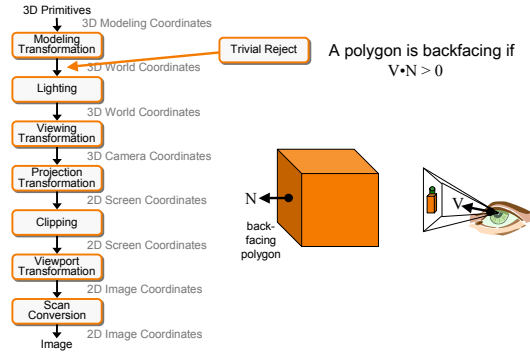 3D Primitives
3D Modeling Coordinates
Modeling
Transformation
Trivial Reject
A polygon is backfacing if
V•N > 0
3D World Coordinates
Lighting
3D World Coordinates
Viewing
Transformation
3D Camera Coordinates
Projection
Transformation
2D Screen Coordinates
Clipping
2D Screen Coordinates
Viewport
Transformation
2D Image Coordinates
Scan
Conversion
2D Image Coordinates
Image
N
back-
facing
polygon
V